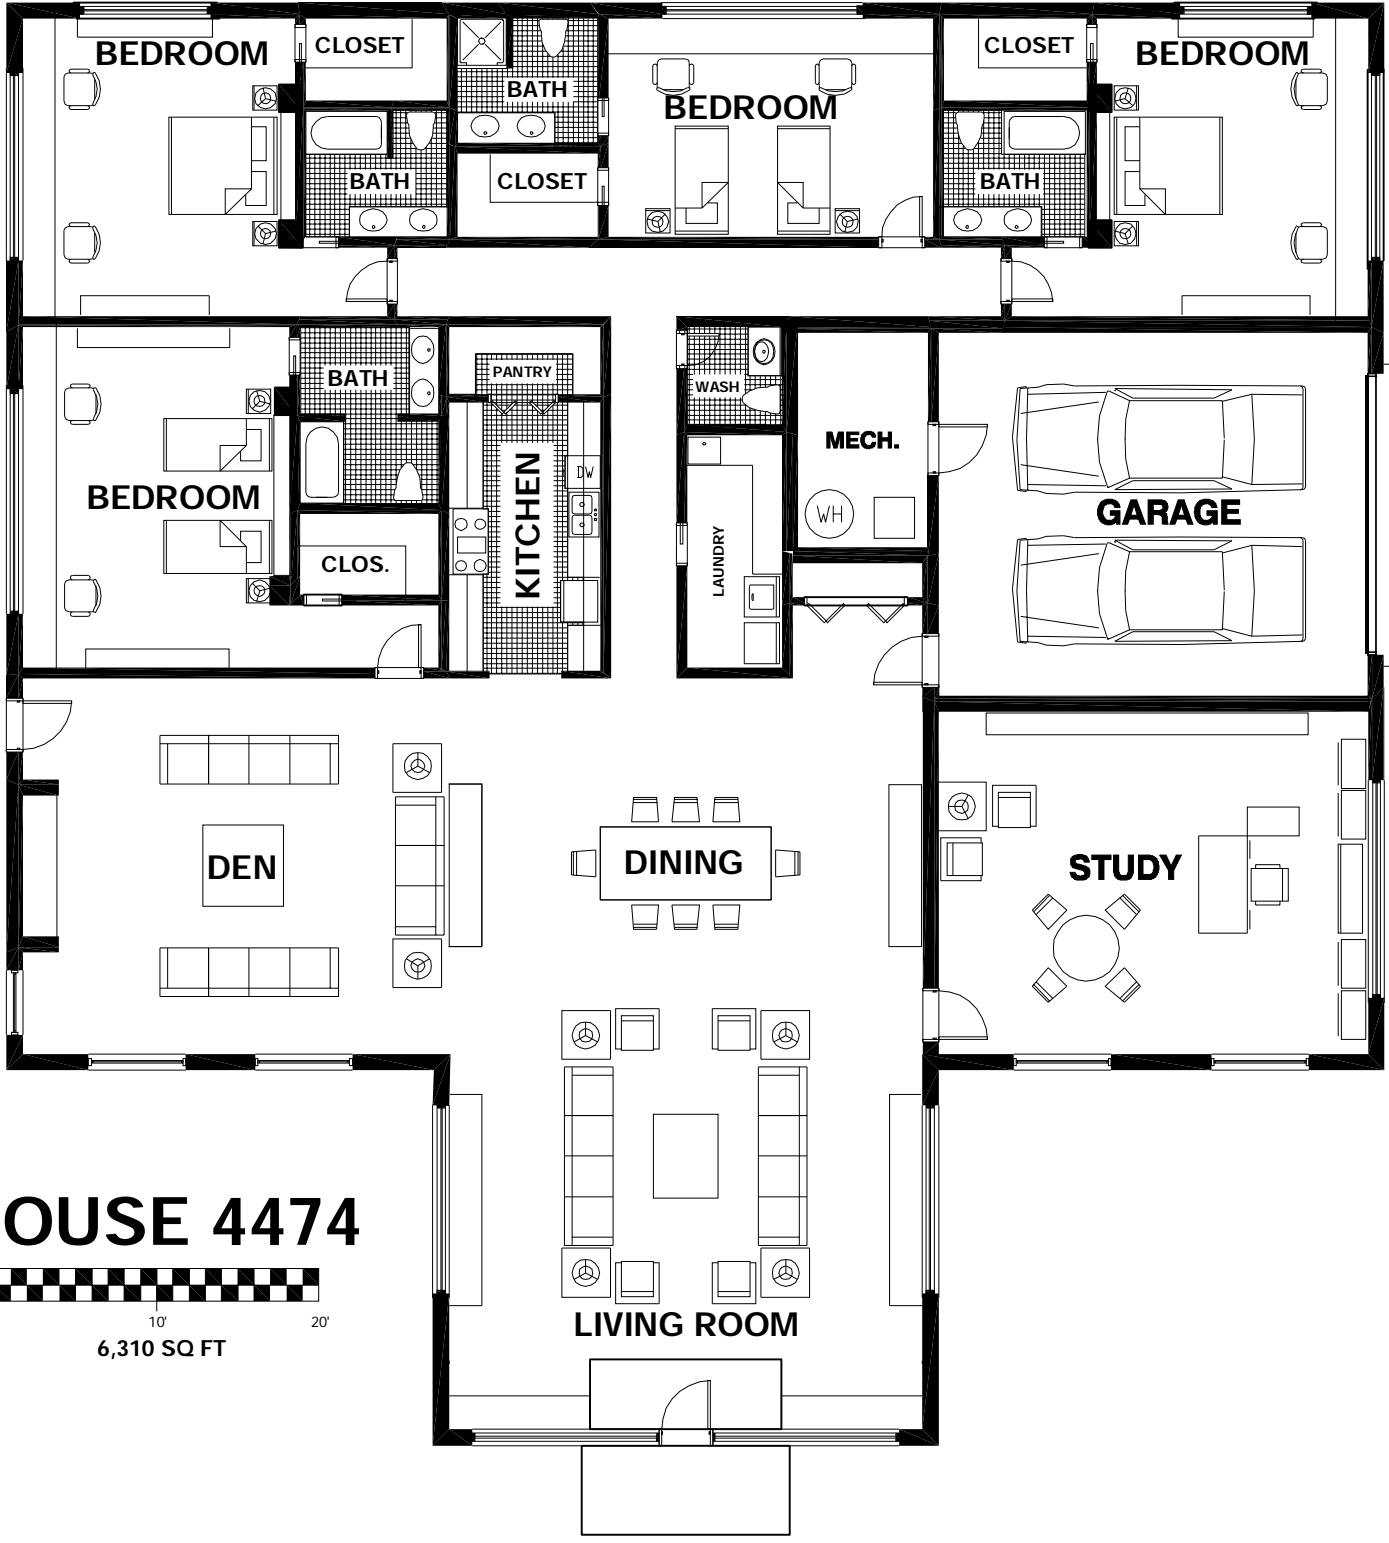 BEDROOM
CLOSET
BATH
BEDROOM
CLOSET
BEDROOM
BATH
CLOSET
BATH
BATH
PANTRY
WASH
MECH.
BEDROOM
KITCHEN
DW
WH
LAUNDRY
GARAGE
CLOS.
DEN
DINING
STUDY
OUSE 4474
10'
20'
6,310 SQ FT
LIVING ROOM